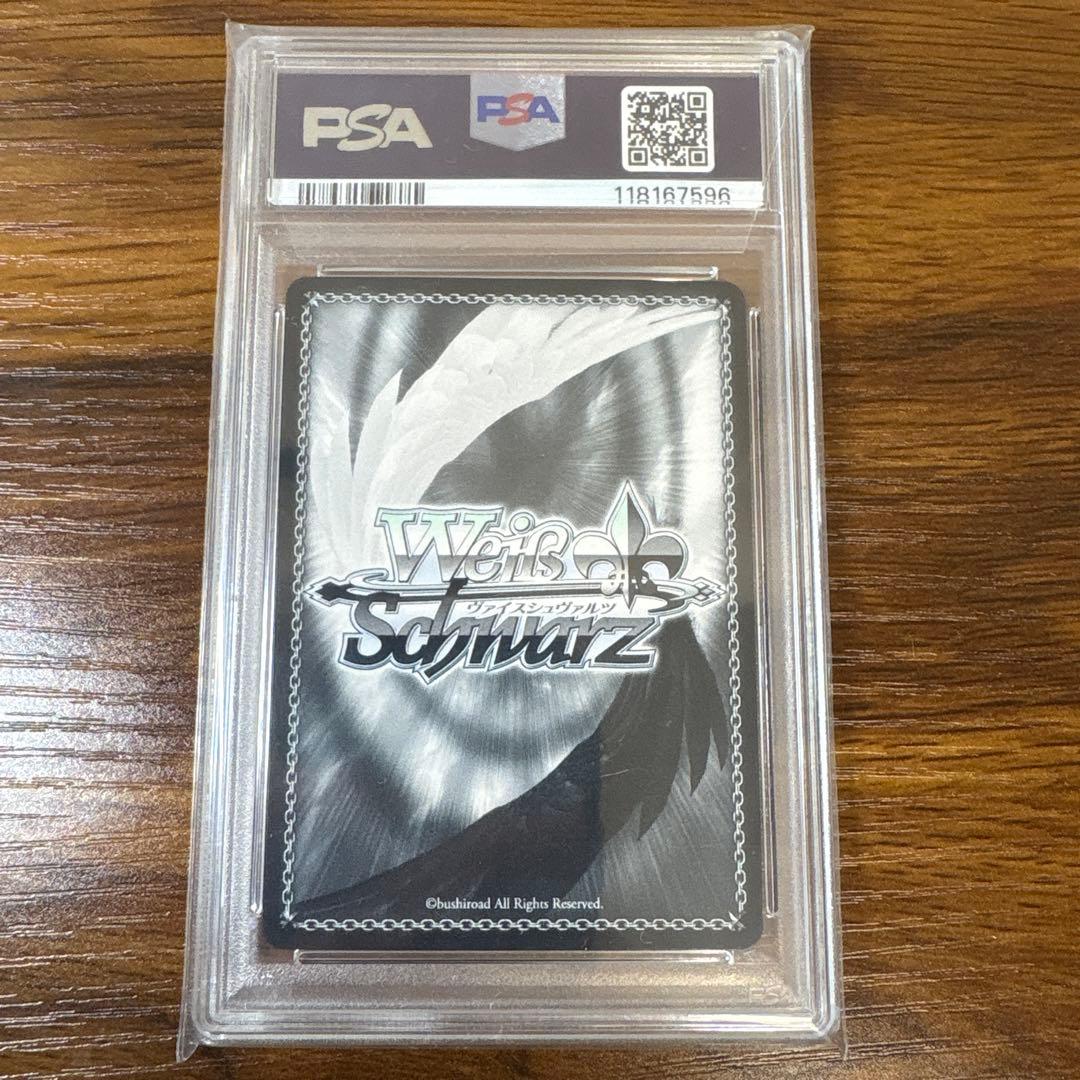 PSA
PSA
118167596
Weiß
ヴァイスシュヴァルツ
Schwarz
©bushiroad All Rights Reserved.